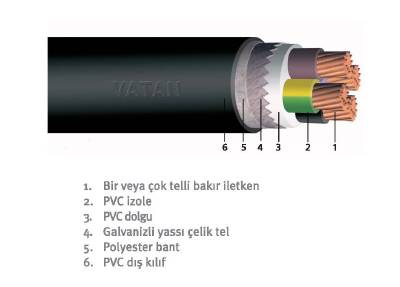 VATAN
6 5 4 3 2 1
1. Bir veya çok telli bakır iletken
2. PVC izole
3. PVC dolgu
4. Galvanizli yassı çelik tel
5. Polyester bant
6. PVC dış kılıf